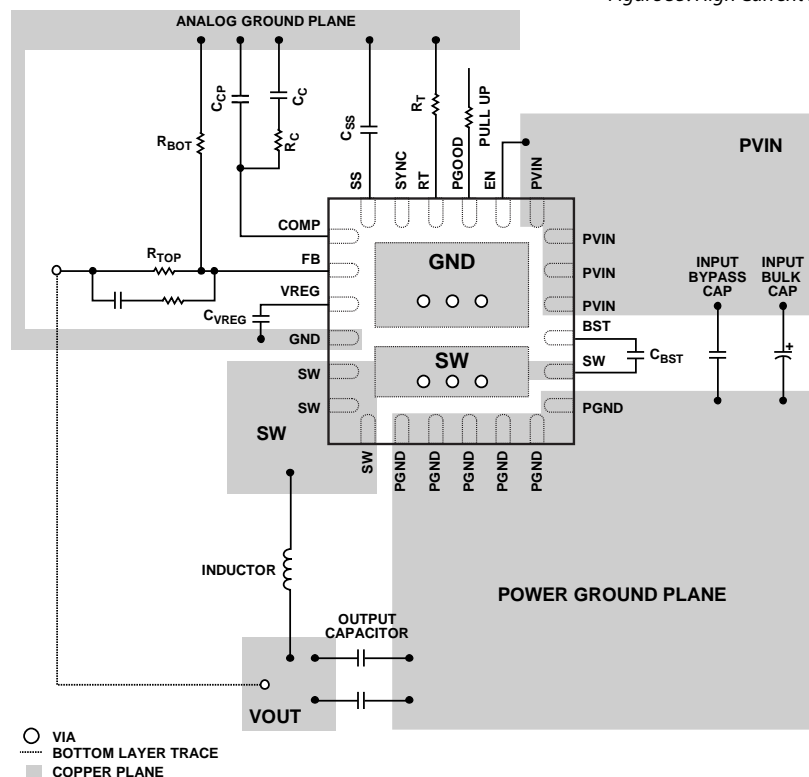 Figure 55. High Current
ANALOG GROUND PLANE
CCP
CC
RC
CSS
RT
PULL UP
RBOT
PVIN
SS
SYNC
RT
PGOOD
EN
PVIN
COMP
FB
VREG
GND
SW
SW
RTOP
CVREG
GND
SW
PVIN
PVIN
PVIN
BST
SW
PGND
CBST
INPUT
BYPASS
CAP
INPUT
BULK
CAP
+
SW
SW
PGND
PGND
PGND
PGND
PGND
INDUCTOR
POWER GROUND PLANE
OUTPUT
CAPACITOR
VOUT
VIA
BOTTOM LAYER TRACE
COPPER PLANE